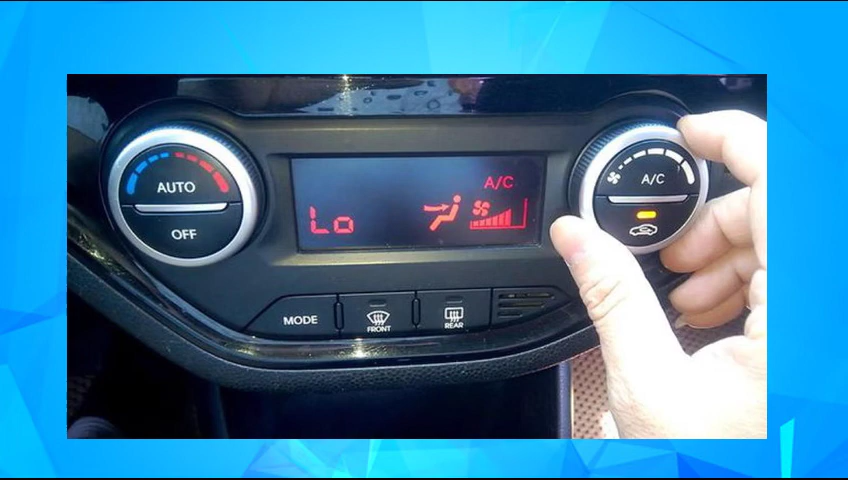 AUTO
OFF
A/C
Lo
A/C
MODE
FRONT
REAR